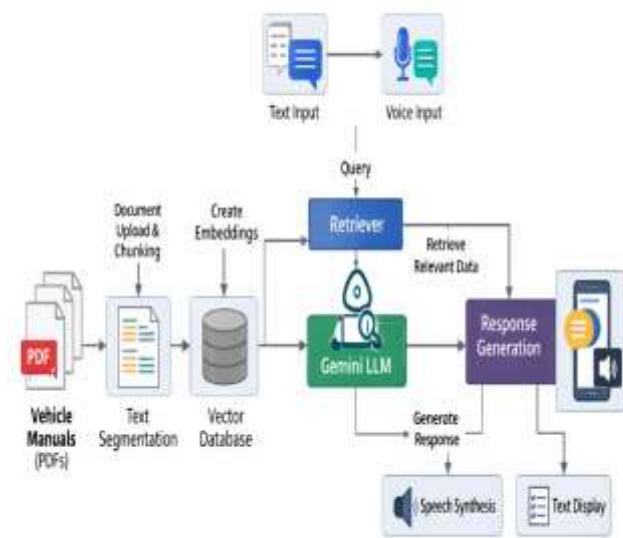 Text Input
Voice Input
Query
Document
Upload &
Chunking
Create
Embeddings
Retriever
Retrieve
Relevant Data
PDF
Gemini LLM
Response
Generation
Vehicle
Manuals
(PDFs)
Text
Segmentation
Vector
Database
Generate
Response
Speech Synthesis
Text Display